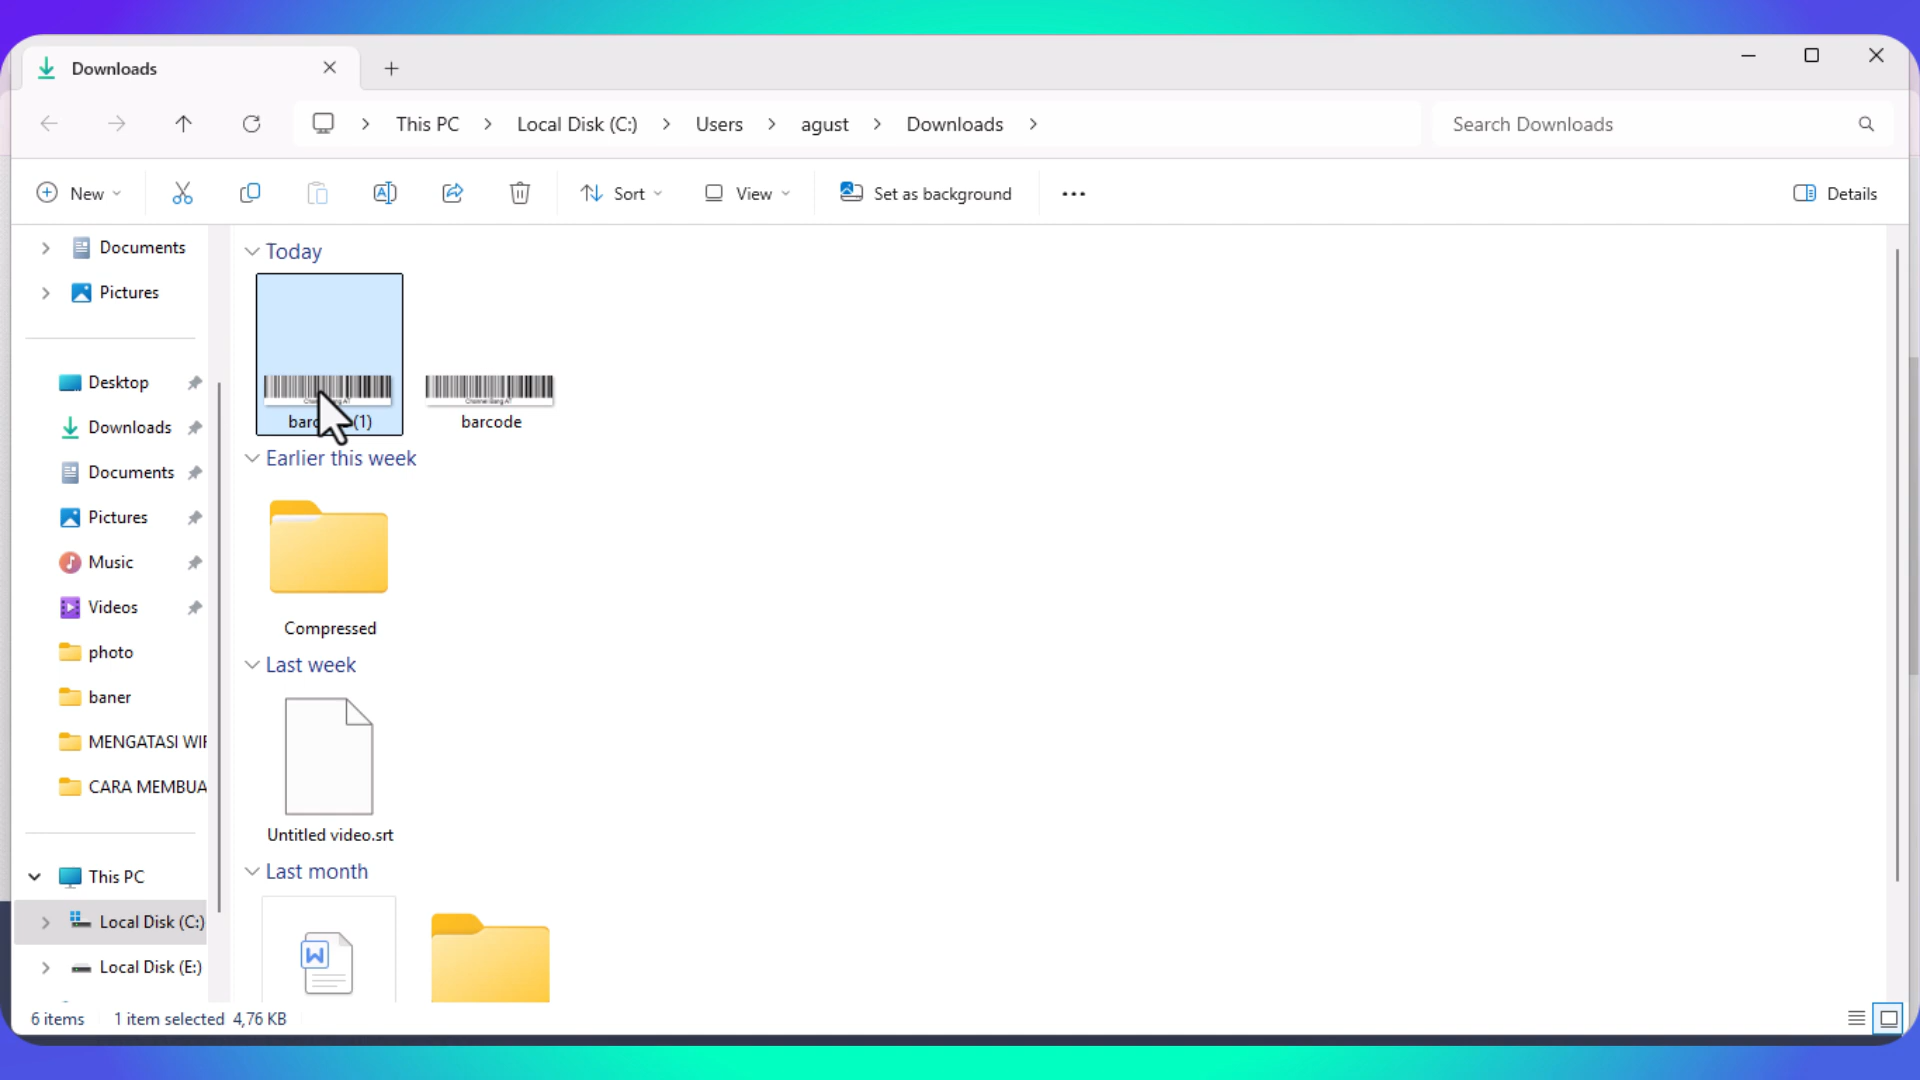 Downloads
This PC
Local Disk (C:)
Users
agust
Downloads
Search Downloads
New
Sort
View
Set as background
Details
Documents
Pictures
Desktop
Downloads
Documents
Pictures
Music
Videos
photo
baner
MENGATASI WI
CARA MEMBUA
This PC
Local Disk (C:)
Local Disk (E:)
Today
(1)
Channel Bang AT
barcode
Earlier this week
Compressed
Last week
Untitled video.srt
Last month
W
6 items
1 item selected 4,76 KB